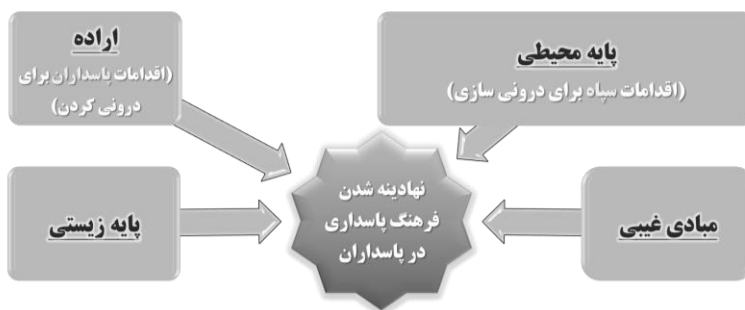 پایه محیطی
(اقدامات سپاه برای درونی سازی)
اراده
(اقدامات پاسداران برای
درونی کردن)
نهادینه شدن
فرهنگ پاسداری
در پاسداران
مبادی غیبی
پایه زیستی